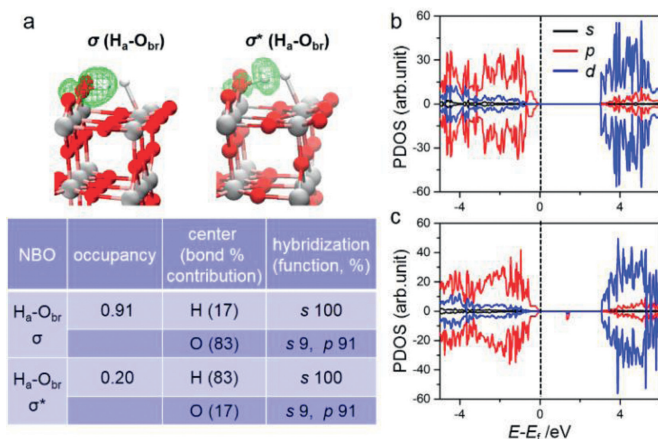 a
σ (Ha-Obr)
σ* (Ha-Obr)
NBO
occupancy
center (bond % contribution)
hybridization (function, %)
Ha-Obr σ
0.91
H (17)
s 100
O (83)
s 9, p 91
Ha-Obr σ*
0.20
H (83)
s 100
O (17)
s 9, p 91
b
PDOS (arb.unit)
60
30
0
-30
-60
s
p
d
-4
0
4
c
PDOS (arb.unit)
60
40
20
0
-20
-40
-60
-4
0
4
E-Ef /eV